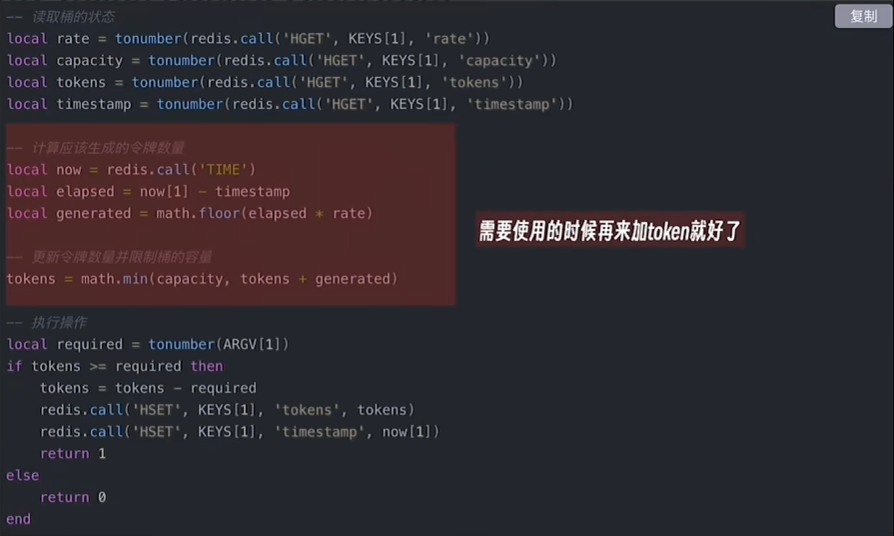 复制
-- 读取桶的状态
local rate = tonumber(redis.call('HGET', KEYS[1], 'rate'))
local capacity = tonumber(redis.call('HGET', KEYS[1], 'capacity'))
local tokens = tonumber(redis.call('HGET', KEYS[1], 'tokens'))
local timestamp = tonumber(redis.call('HGET', KEYS[1], 'timestamp'))
-- 计算应该生成的令牌数量
local now = redis.call('TIME')
local elapsed = now[1] - timestamp
local generated = math.floor(elapsed * rate)
需要使用的时候再来加token就好了
-- 更新令牌数量并限制桶的容量
tokens = math.min(capacity, tokens + generated)
-- 执行操作
local required = tonumber(ARGV[1])
if tokens >= required then
    tokens = tokens - required
    redis.call('HSET', KEYS[1], 'tokens', tokens)
    redis.call('HSET', KEYS[1], 'timestamp', now[1])
    return 1
else
    return 0
end